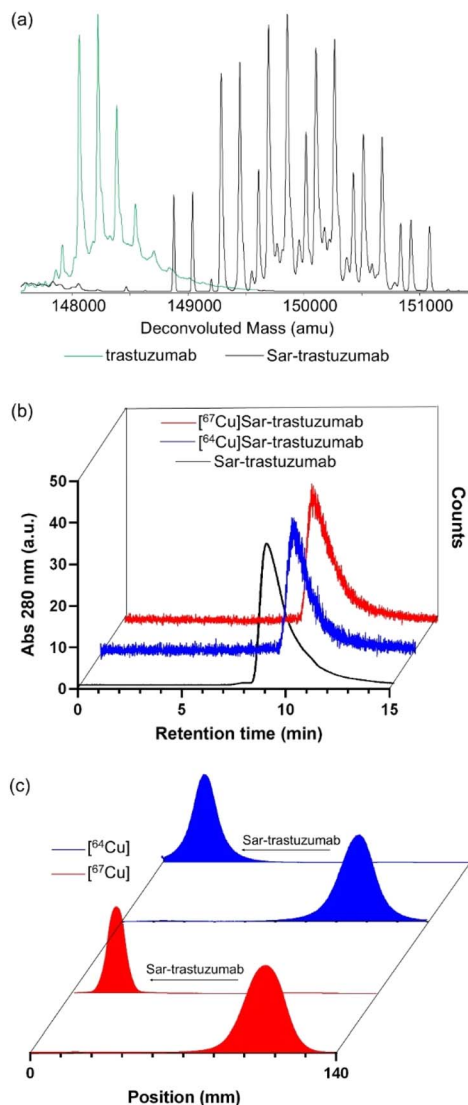 (a)
148000 149000 150000 151000
Deconvoluted Mass (amu)
trastuzumab Sar-trastuzumab
(b)
[⁶⁷Cu]Sar-trastuzumab
[⁶⁴Cu]Sar-trastuzumab
Sar-trastuzumab
50
40
30
20
10
0
Abs 280 nm (a.u.)
Counts
0 5 10 15
Retention time (min)
(c)
[⁶⁴Cu]
[⁶⁷Cu]
Sar-trastuzumab
Sar-trastuzumab
0 140
Position (mm)